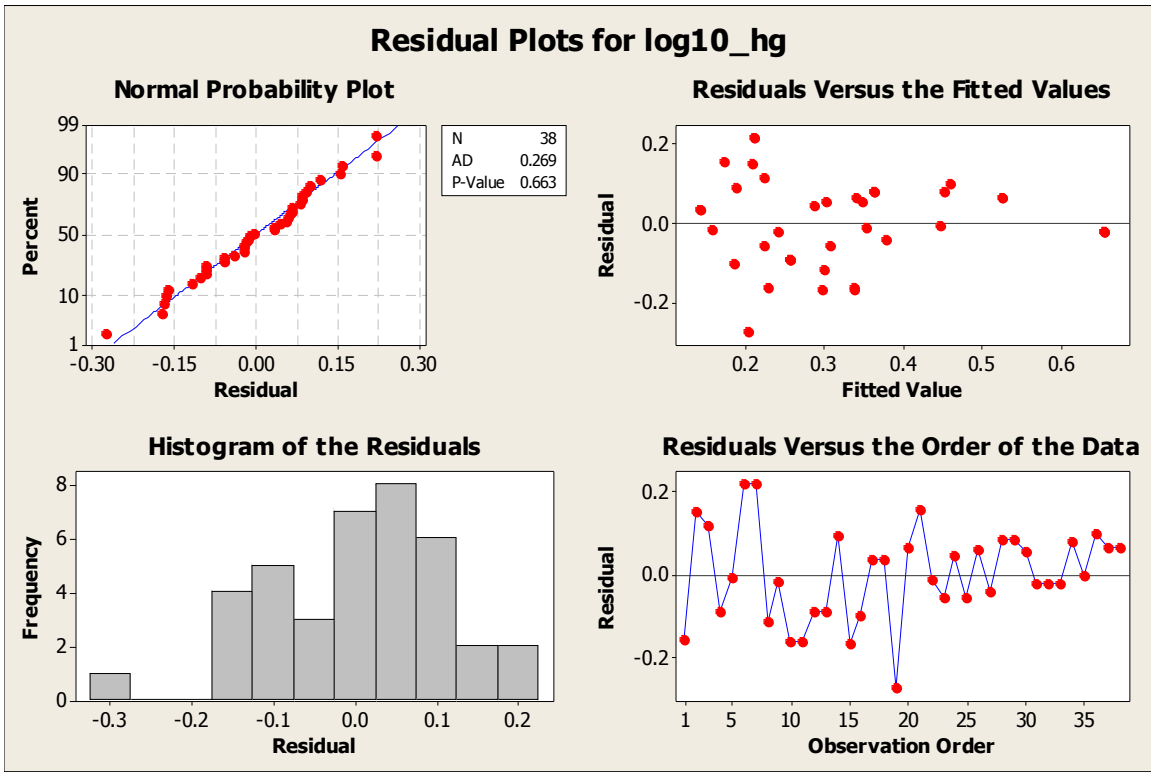 Residual Plots for log10_hg
Normal Probability Plot
99
90
50
10
1
Percent
-0.30 -0.15 0.00 0.15 0.30
Residual
N 38
AD 0.269
P-Value 0.663
Residuals Versus the Fitted Values
0.2
0.0
-0.2
Residual
0.2 0.3 0.4 0.5 0.6
Fitted Value
Histogram of the Residuals
8
6
4
2
0
Frequency
-0.3 -0.2 -0.1 0.0 0.1 0.2
Residual
Residuals Versus the Order of the Data
0.2
0.0
-0.2
Residual
1 5 10 15 20 25 30 35
Observation Order